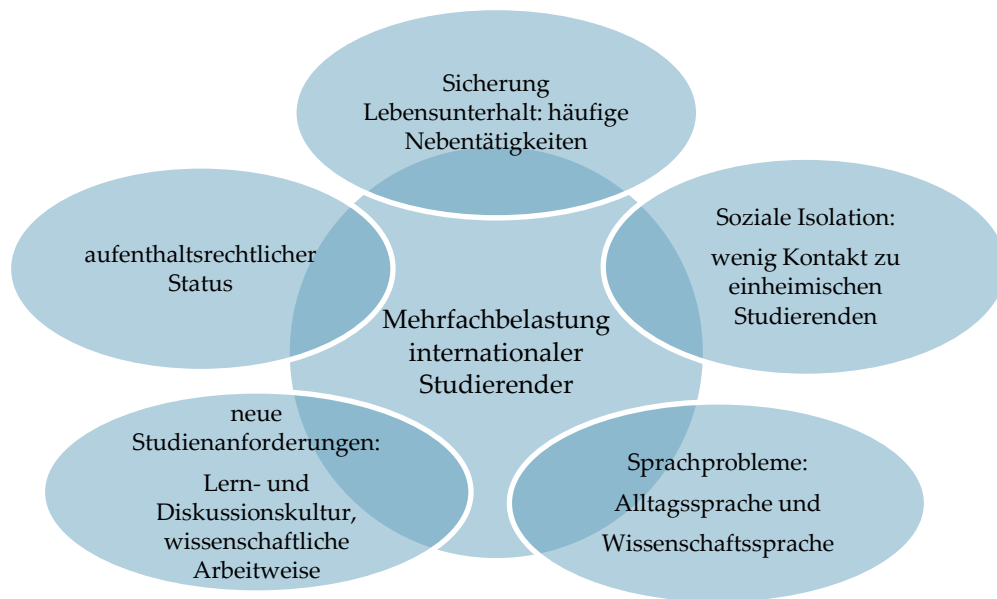 Sicherung
Lebensunterhalt: häufige
Nebentätigkeiten
Soziale Isolation:
wenig Kontakt zu
einheimischen
Studierenden
aufenthaltsrechtlicher
Status
Mehrfachbelastung
internationaler
Studierender
neue
Studienanforderungen:
Lern- und
Diskussionskultur,
wissenschaftliche
Arbeitweise
Sprachprobleme:
Alltagssprache und
Wissenschaftssprache